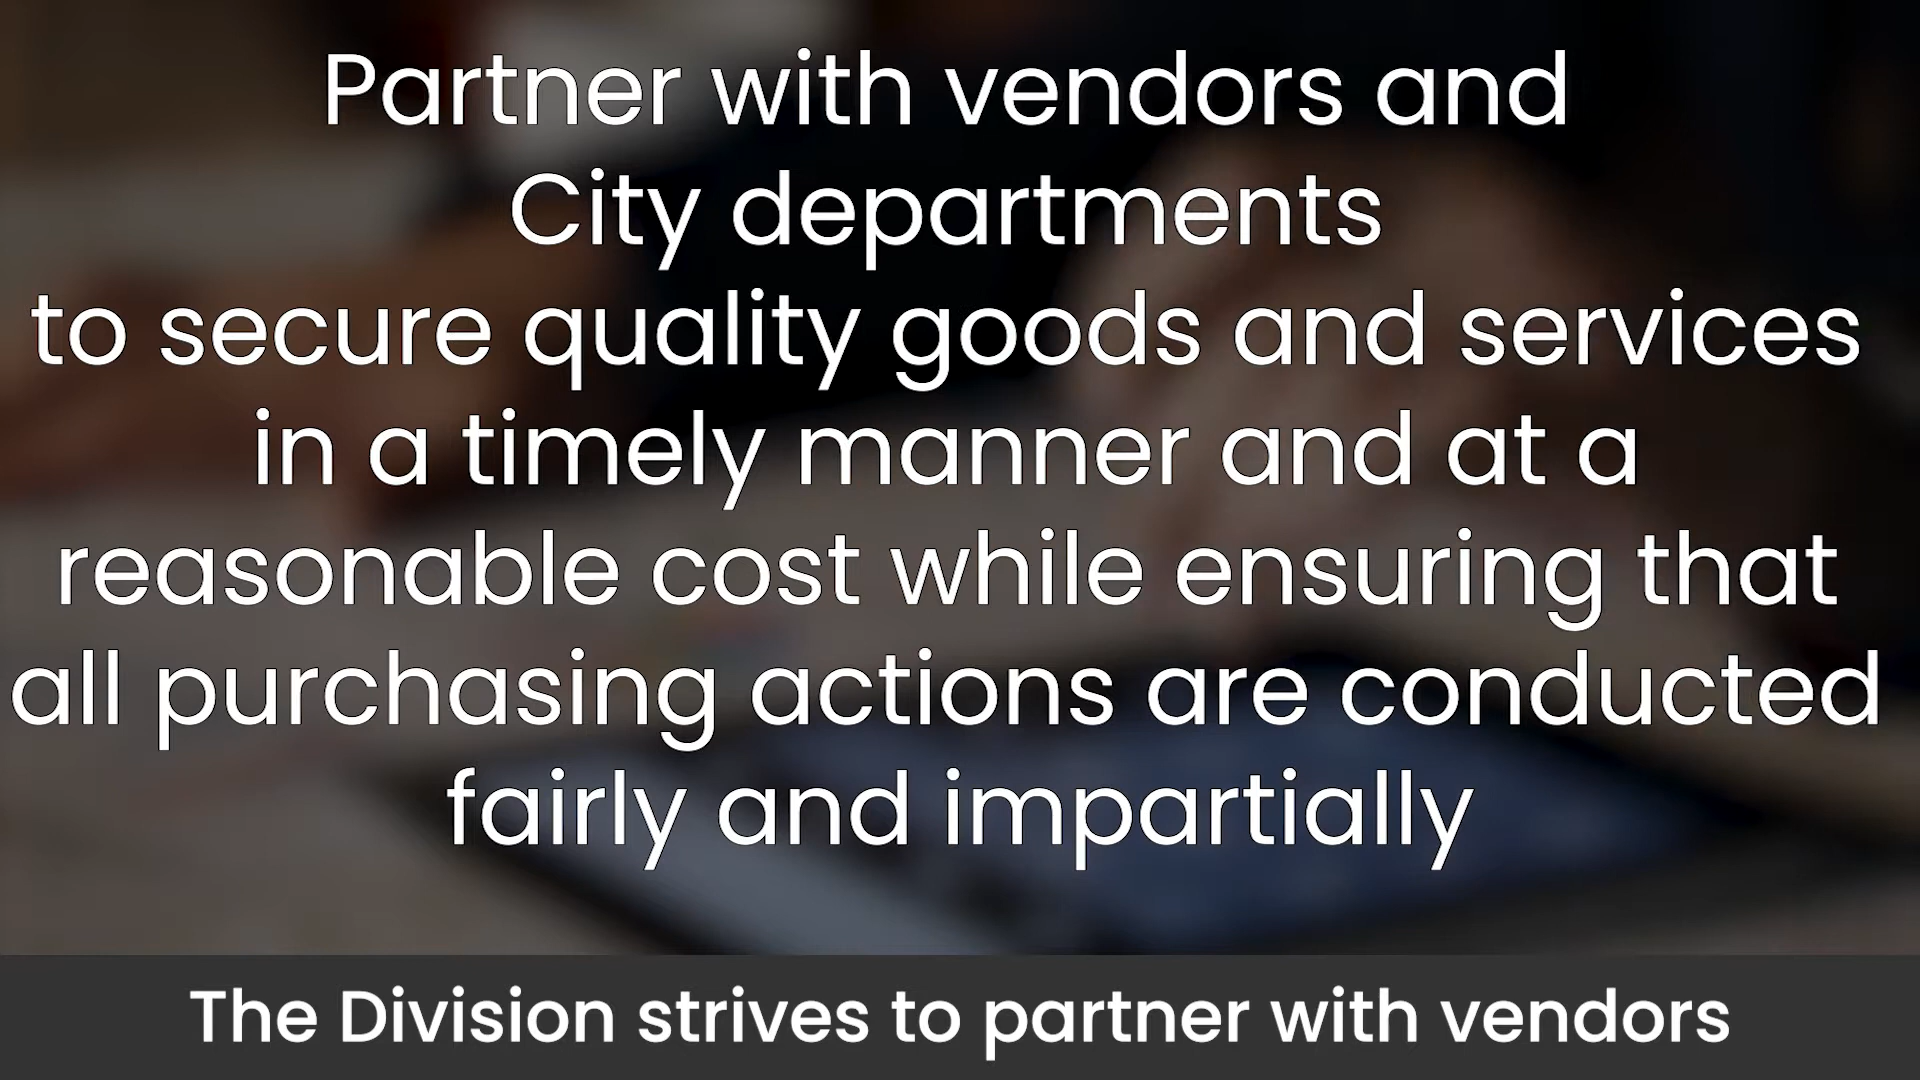 Partner with vendors and
City departments
to secure quality goods and services
in a timely manner and at a
reasonable cost while ensuring that
all purchasing actions are conducted
fairly and impartially
The Division strives to partner with vendors